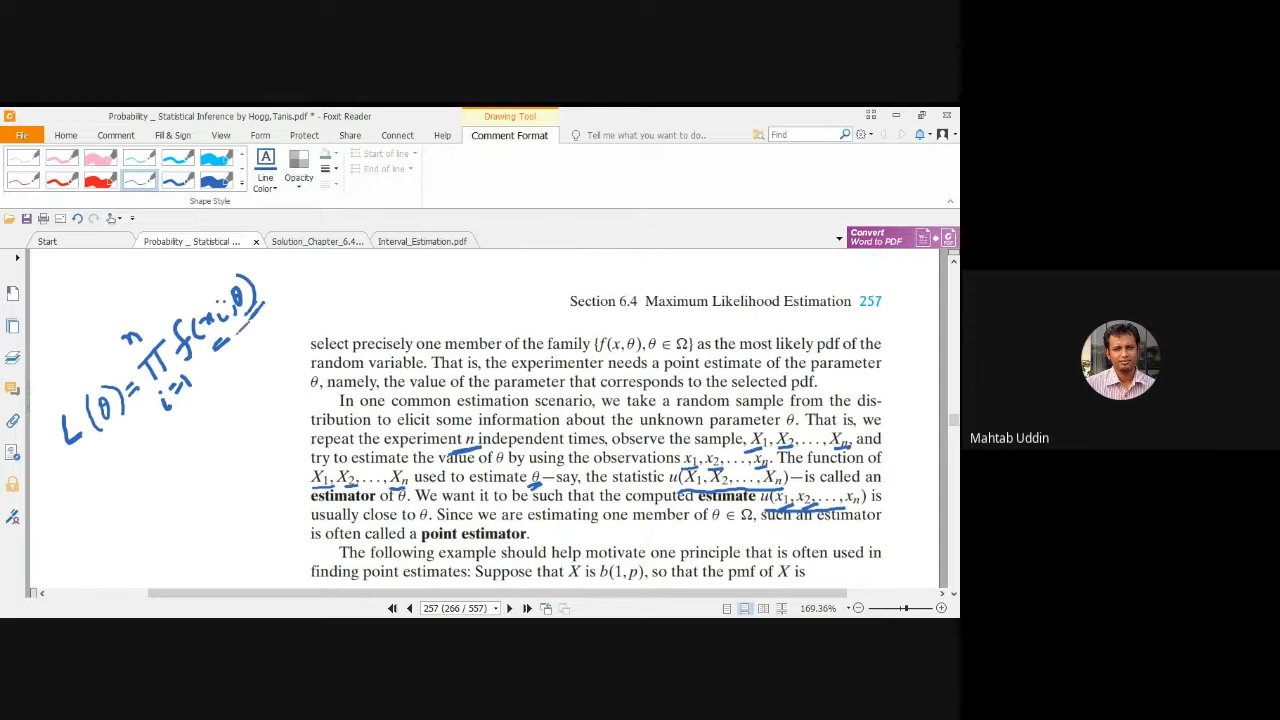 Probability _ Statistical Inference by Hogg,Tanis.pdf * - Foxit Reader
Drawing Tool
File
Home
Comment
Fill & Sign
View
Form
Protect
Share
Connect
Help
Comment Format
Tell me what you want to do..
Find
Line
Color
Opacity
Start of line
End of line
Shape Style
Start
Probability _ Statistical ...
Solution_Chapter_6.4...
Interval_Estimation.pdf
Convert
Word to PDF
Section 6.4 Maximum Likelihood Estimation 257
L(θ) = n ∏ i=1 f(xi; θ)
select precisely one member of the family {f(x, θ), θ ∈ Ω} as the most likely pdf of the
random variable. That is, the experimenter needs a point estimate of the parameter
θ, namely, the value of the parameter that corresponds to the selected pdf.
In one common estimation scenario, we take a random sample from the dis-
tribution to elicit some information about the unknown parameter θ. That is, we
repeat the experiment n independent times, observe the sample, X1, X2, . . . , Xn, and
try to estimate the value of θ by using the observations x1, x2, . . . , xn. The function of
X1, X2, . . . , Xn used to estimate θ—say, the statistic u(X1, X2, . . . , Xn)—is called an
estimator of θ. We want it to be such that the computed estimate u(x1, x2, . . . , xn) is
usually close to θ. Since we are estimating one member of θ ∈ Ω, such an estimator
is often called a point estimator.
The following example should help motivate one principle that is often used in
finding point estimates: Suppose that X is b(1, p), so that the pmf of X is
257 (266 / 557)
169.36%
Mahtab Uddin